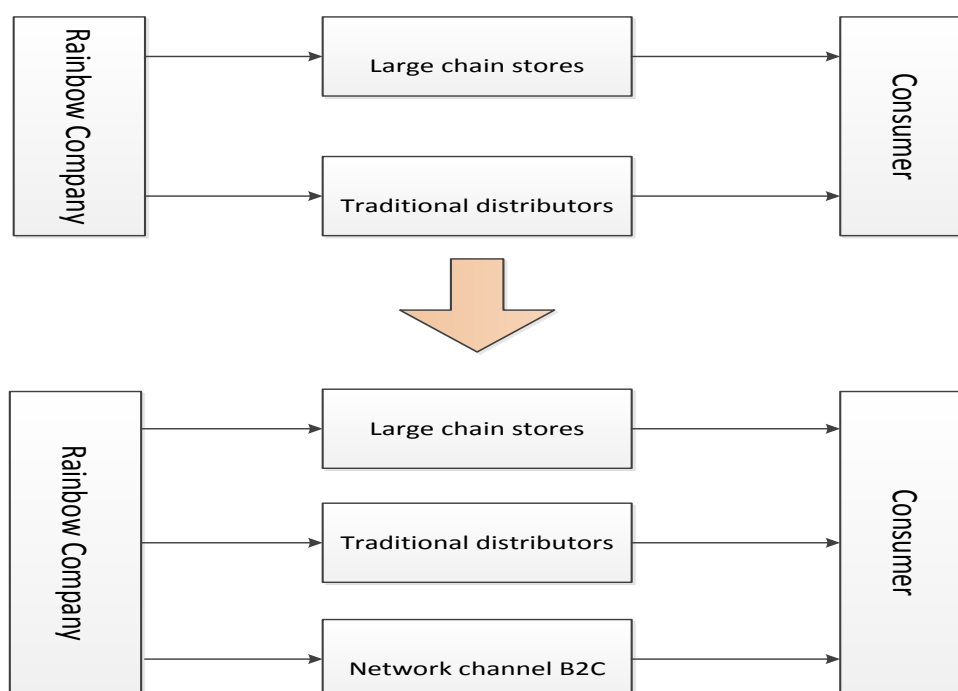 Rainbow Company
Large chain stores
Consumer
Traditional distributors
Rainbow Company
Large chain stores
Consumer
Traditional distributors
Network channel B2C